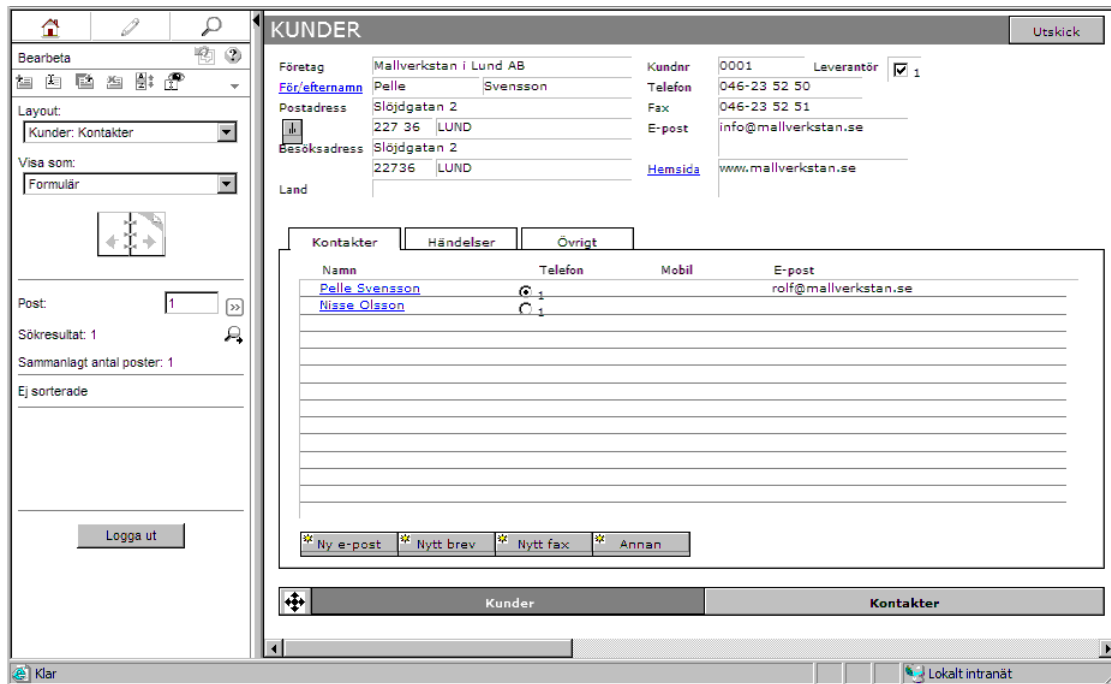 Bearbeta
Layout:
Kunder: Kontakter
Visa som:
Formulär
Post:
1
Sökresultat: 1
Sammanlagt antal poster: 1
Ej sorterade
Logga ut
KUNDER
Utskick
Företag Mallverkstan i Lund AB Kundnr 0001 Leverantör 1
För/efternamn Pelle Svensson Telefon 046-23 52 50
Postadress Slöjdgatan 2 Fax 046-23 52 51
227 36 LUND E-post info@mallverkstan.se
Besöksadress Slöjdgatan 2
22736 LUND Hemsida www.mallverkstan.se
Land
Kontakter Händelser Övrigt
Namn Telefon Mobil E-post
Pelle Svensson 1 rolf@mallverkstan.se
Nisse Olsson 1
Ny e-post Nytt brev Nytt fax Annan
Kunder Kontakter
Klar Lokalt intranät